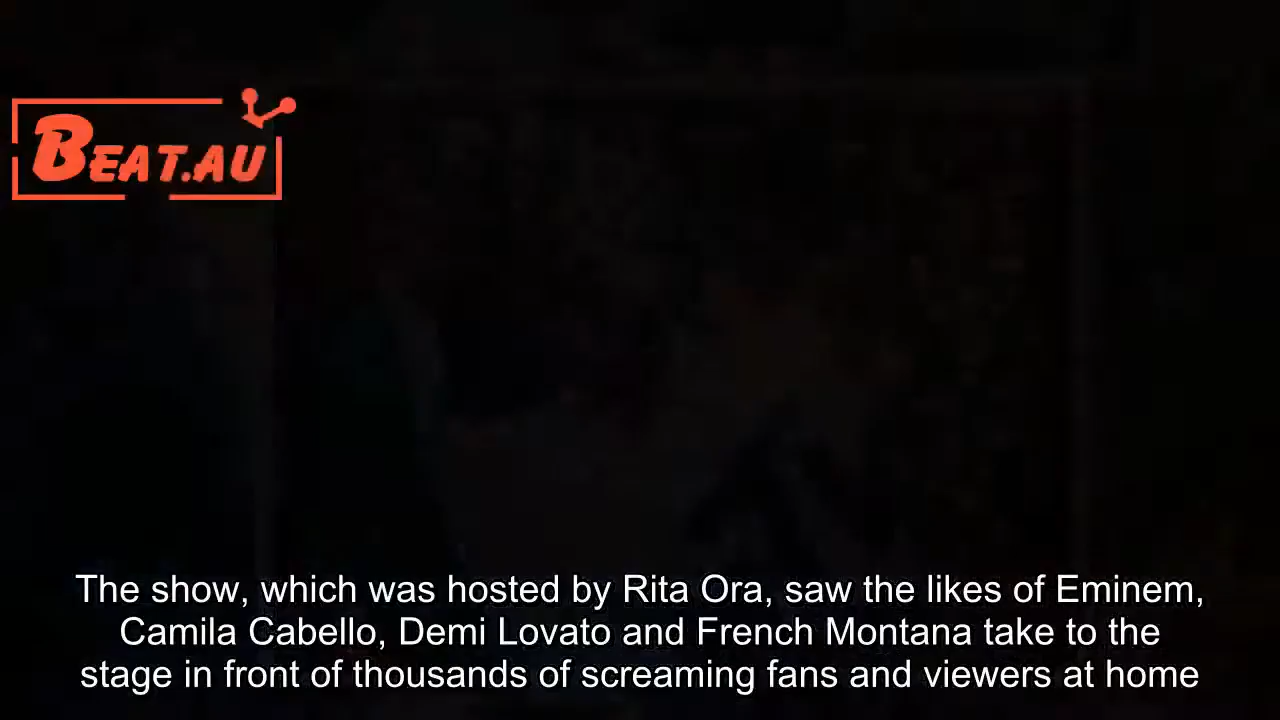 BEAT.AU
The show, which was hosted by Rita Ora, saw the likes of Eminem,
Camila Cabello, Demi Lovato and French Montana take to the
stage in front of thousands of screaming fans and viewers at home